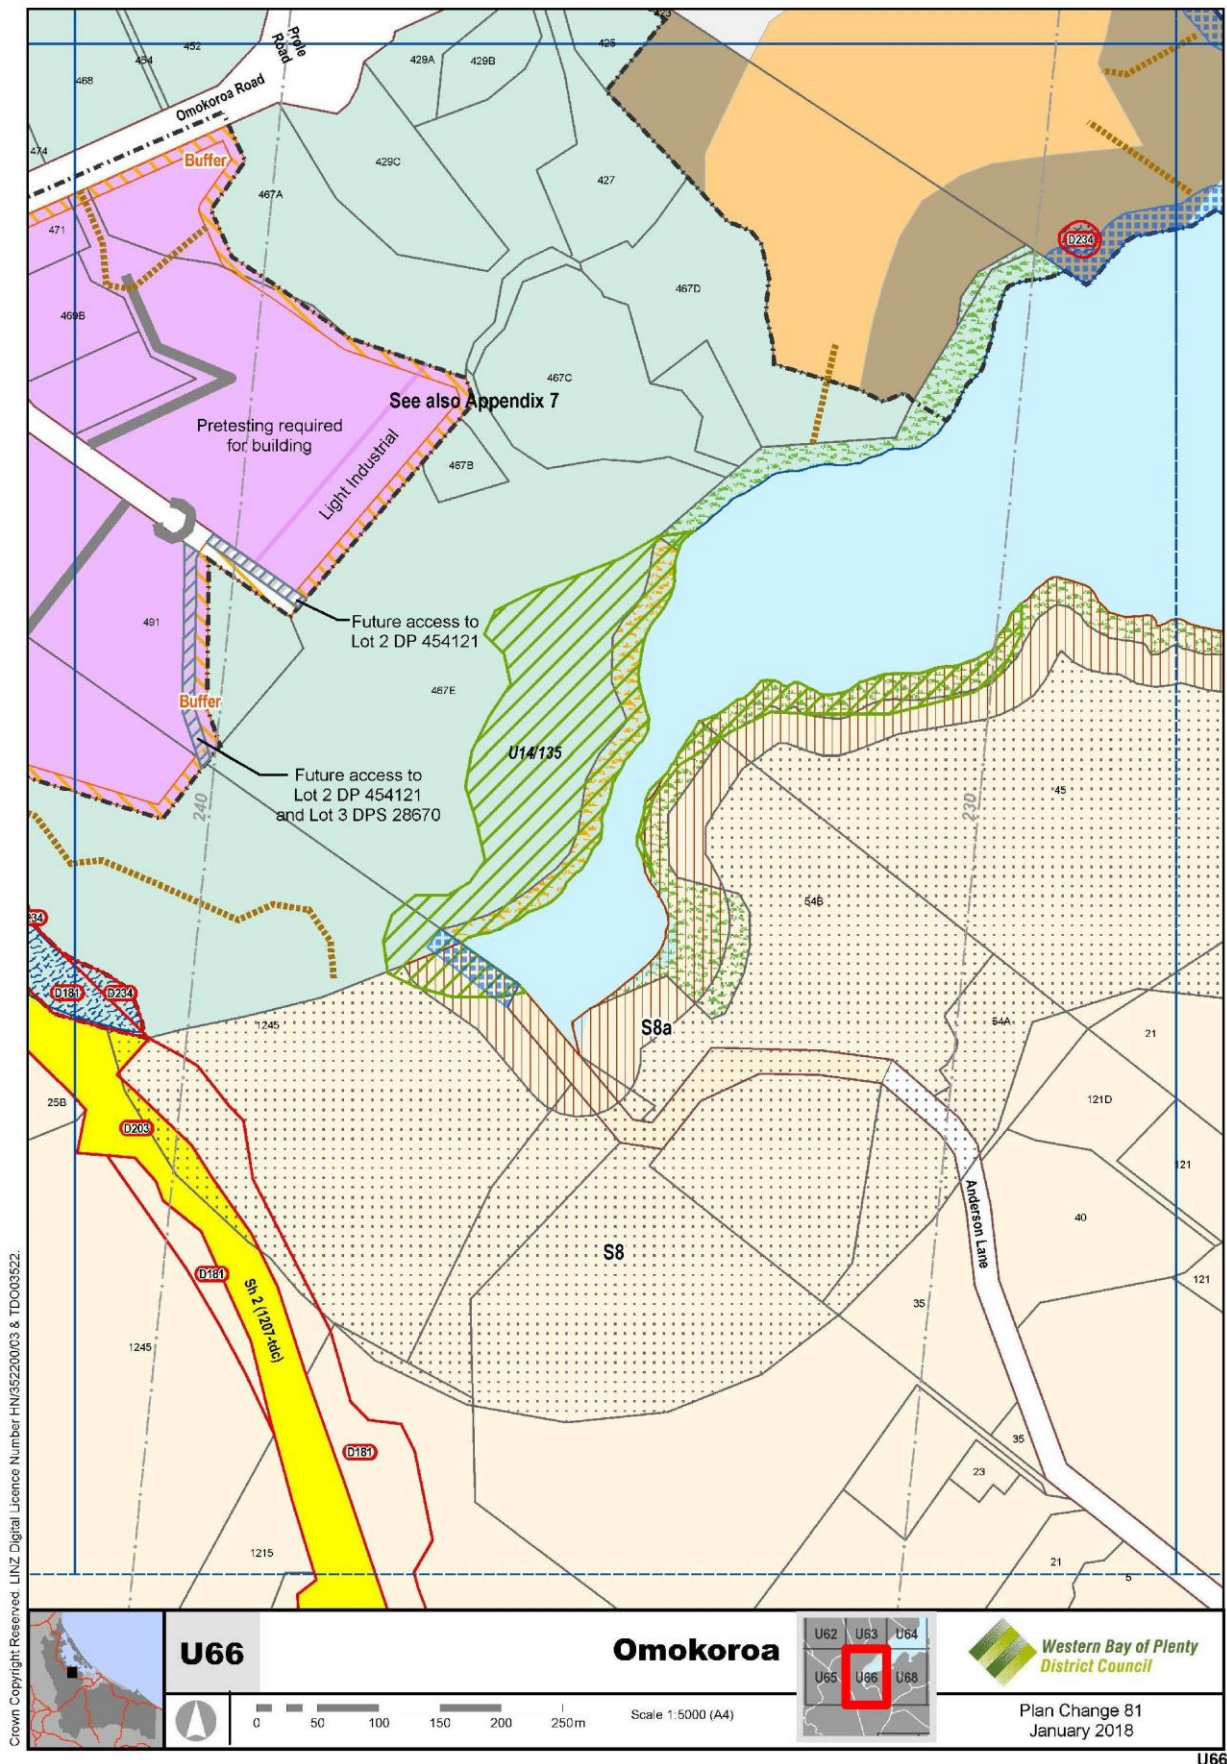 425
Prole
Road
452
454
468
429A
429B
Omokoroa Road
474
Buffer
429C
427
467A
471
D234
467D
469B
467C
See also Appendix 7
Pretesting required
for building
Light Industrial
467B
Future access to
Lot 2 DP 454121
491
467E
Buffer
U14/135
Future access to
Lot 2 DP 454121
and Lot 3 DPS 28670
240
230
45
54B
D181
D234
1245
S8a
54A
21
25B
121D
D203
121
Anderson Lane
40
S8
D181
Sh 2 (1207-tdc)
121
35
1245
35
D181
23
1215
21
5
Crown Copyright Reserved. LINZ Digital Licence Number HN/352200/03 & TDO03522.
U66
Omokoroa
U62 U63 U64
U65 U66 U68
Western Bay of Plenty
District Council
0 50 100 150 200 250m
Scale 1:5000 (A4)
Plan Change 81
January 2018
U66